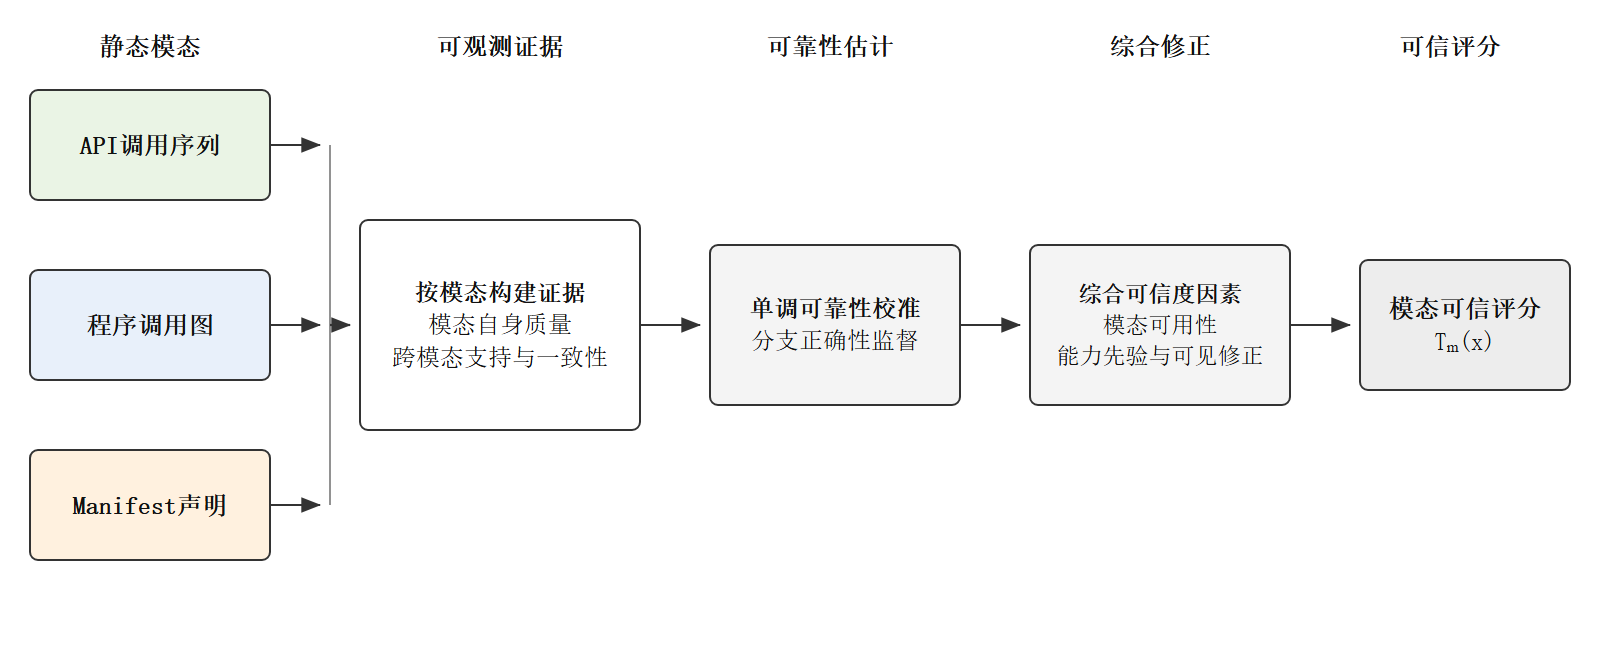 静态模态
可观测证据
可靠性估计
综合修正
可信评分
API调用序列
程序调用图
Manifest声明
按模态构建证据
模态自身质量
跨模态支持与一致性
单调可靠性校准
分支正确性监督
综合可信度因素
模态可用性
能力先验与可见修正
模态可信评分
Tₘ(x)